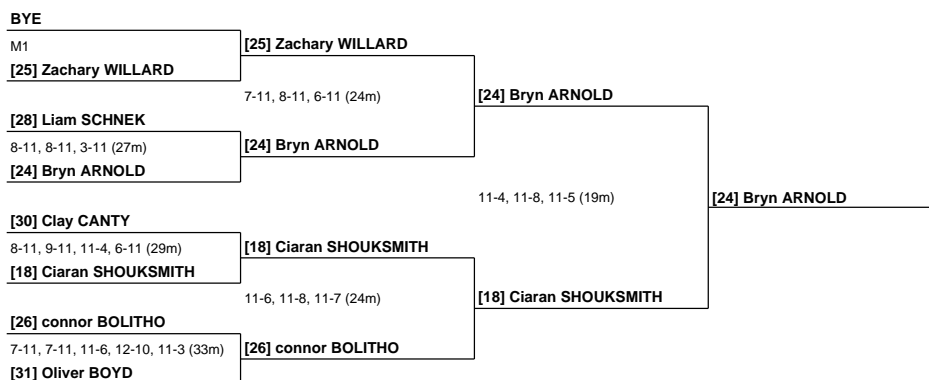 BYE
M1
[25] Zachary WILLARD
[25] Zachary WILLARD
7-11, 8-11, 6-11 (24m)
[28] Liam SCHNEK
8-11, 8-11, 3-11 (27m)
[24] Bryn ARNOLD
[24] Bryn ARNOLD
[24] Bryn ARNOLD
11-4, 11-8, 11-5 (19m)
[24] Bryn ARNOLD
[30] Clay CANTY
8-11, 9-11, 11-4, 6-11 (29m)
[18] Ciaran SHOUKSMITH
[18] Ciaran SHOUKSMITH
11-6, 11-8, 11-7 (24m)
[18] Ciaran SHOUKSMITH
[26] connor BOLITHO
7-11, 7-11, 11-6, 12-10, 11-3 (33m)
[26] connor BOLITHO
[31] Oliver BOYD